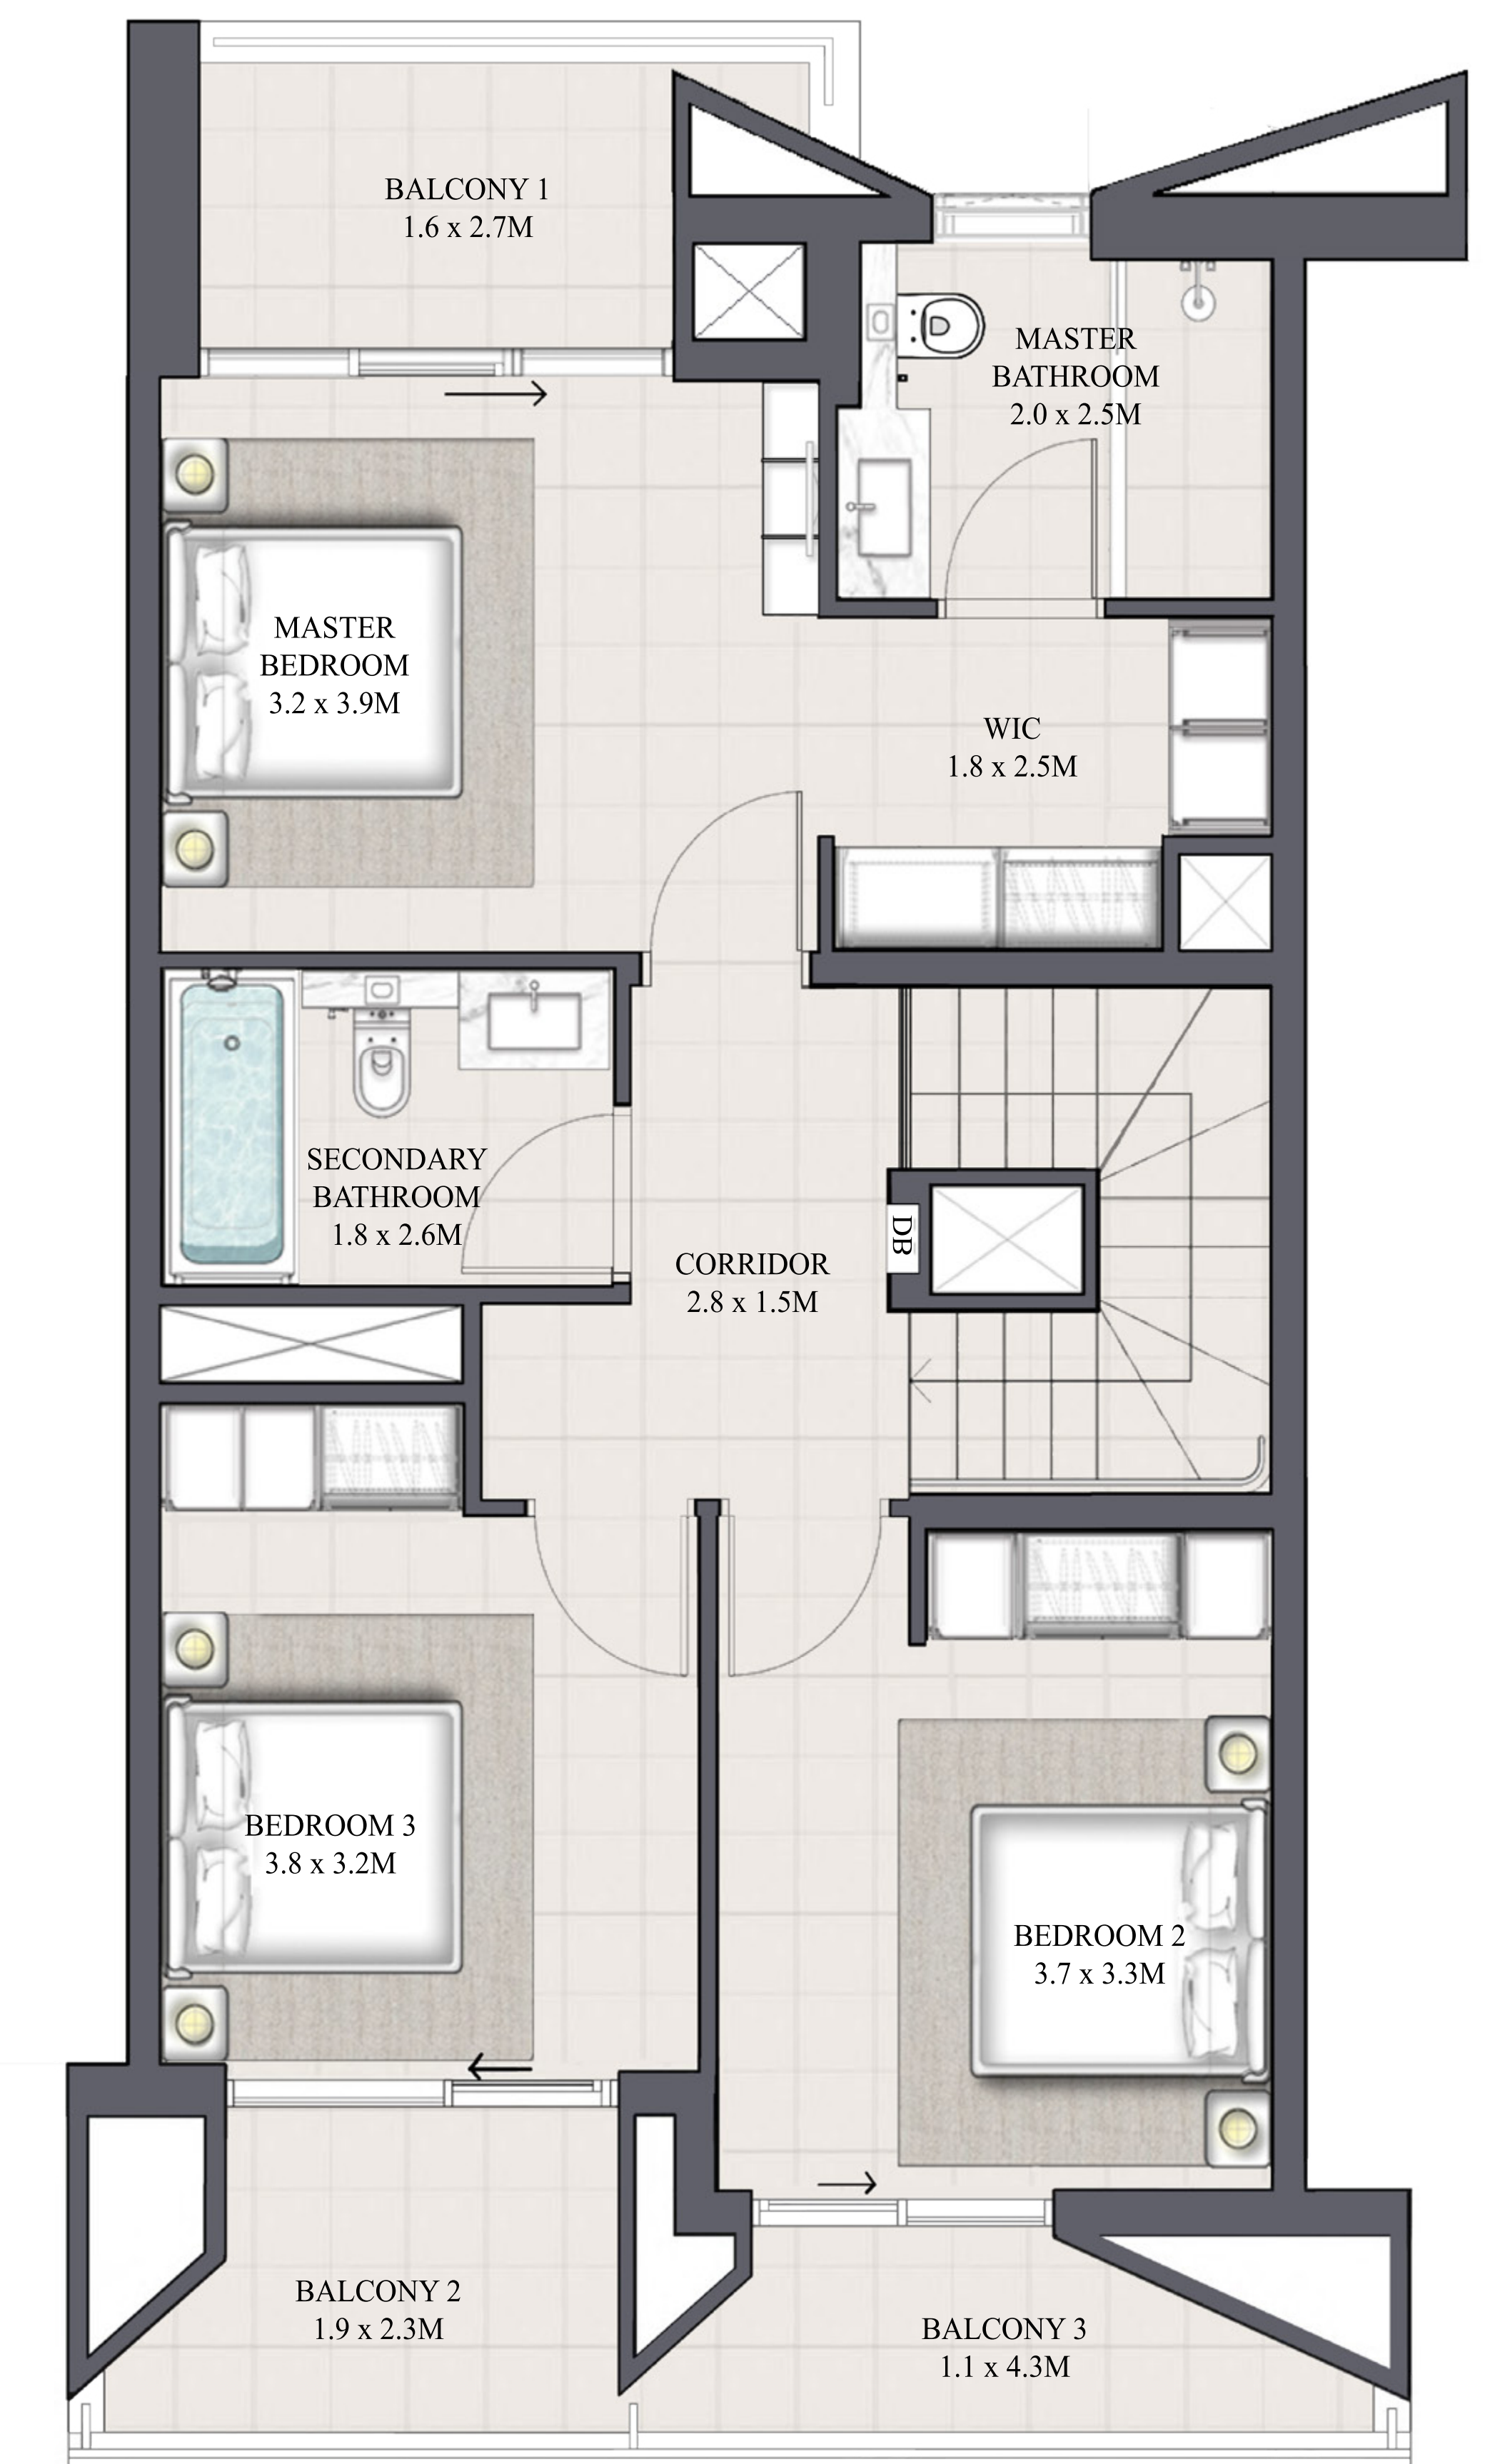 BALCONY 1
1.6 x 2.7M
MASTER
BATHROOM
2.0 x 2.5M
MASTER
BEDROOM
3.2 x 3.9M
WIC
1.8 x 2.5M
SECONDARY
BATHROOM
1.8 x 2.6M
DB
CORRIDOR
2.8 x 1.5M
BEDROOM 3
3.8 x 3.2M
BEDROOM 2
3.7 x 3.3M
BALCONY 2
1.9 x 2.3M
BALCONY 3
1.1 x 4.3M